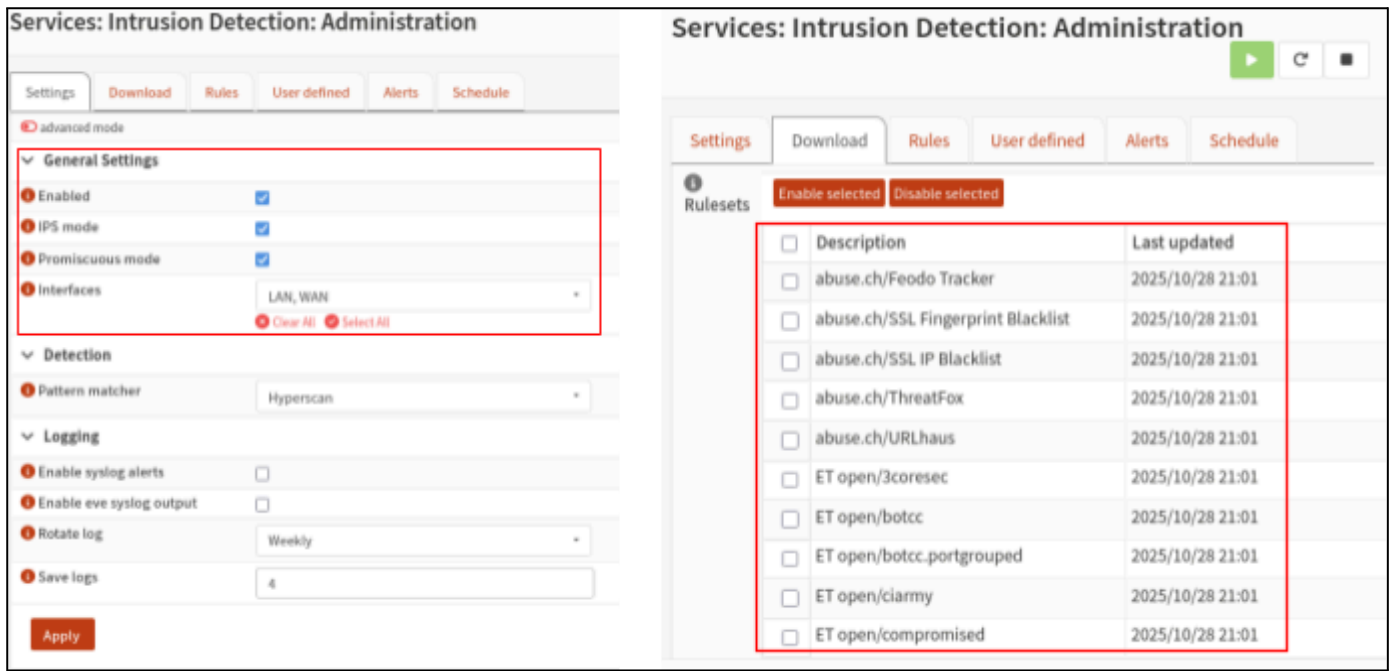 Services: Intrusion Detection: Administration
Settings Download Rules User defined Alerts Schedule
advanced mode
General Settings
Enabled
IPS mode
Promiscuous mode
Interfaces LAN, WAN
Clear All Select All
Detection
Pattern matcher Hyperscan
Logging
Enable syslog alerts
Enable eve syslog output
Rotate log Weekly
Save logs 4
Apply
Services: Intrusion Detection: Administration
Settings Download Rules User defined Alerts Schedule
Rulesets Enable selected Disable selected
Description Last updated
abuse.ch/Feodo Tracker 2025/10/28 21:01
abuse.ch/SSL Fingerprint Blacklist 2025/10/28 21:01
abuse.ch/SSL IP Blacklist 2025/10/28 21:01
abuse.ch/ThreatFox 2025/10/28 21:01
abuse.ch/URLhaus 2025/10/28 21:01
ET open/3coresec 2025/10/28 21:01
ET open/botcc 2025/10/28 21:01
ET open/botcc.portgrouped 2025/10/28 21:01
ET open/ciarmy 2025/10/28 21:01
ET open/compromised 2025/10/28 21:01